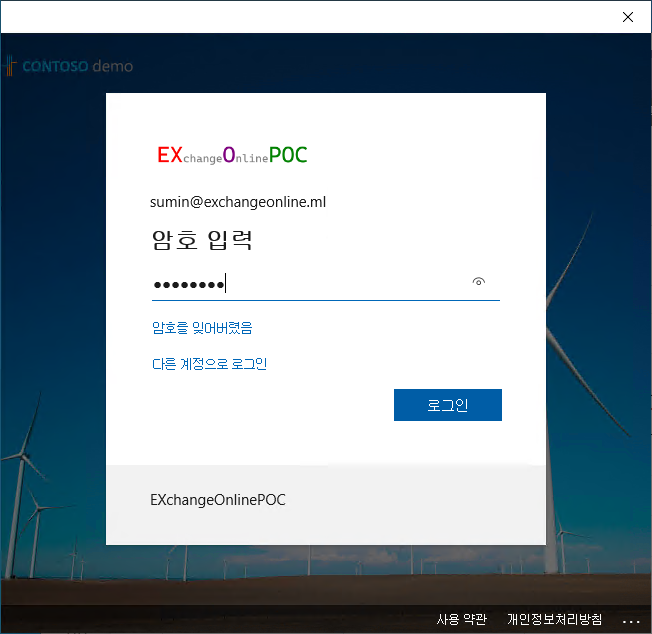 CONTOSO demo
EXchangeOnlinePOC
sumin@exchangeonline.ml
암호 입력
암호를 잊어버렸음
다른 계정으로 로그인
로그인
EXchangeOnlinePOC
사용 약관 개인정보처리방침 ...